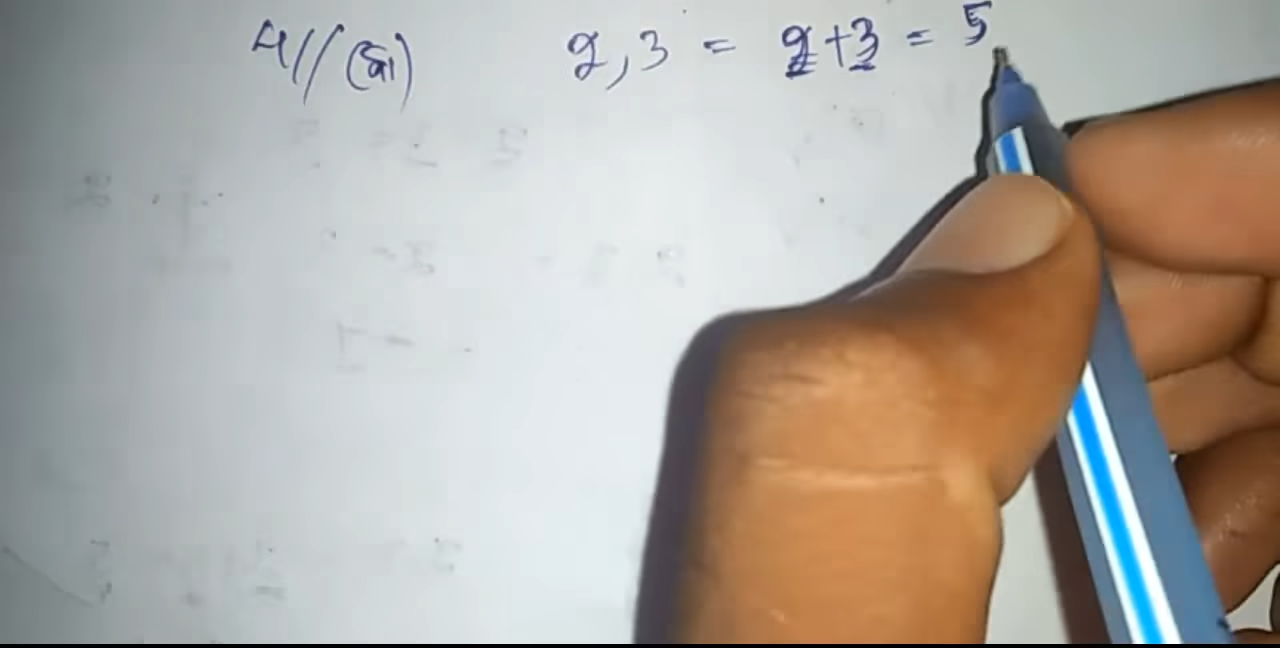 4//(ক) 2,3 = 2+3 = 5